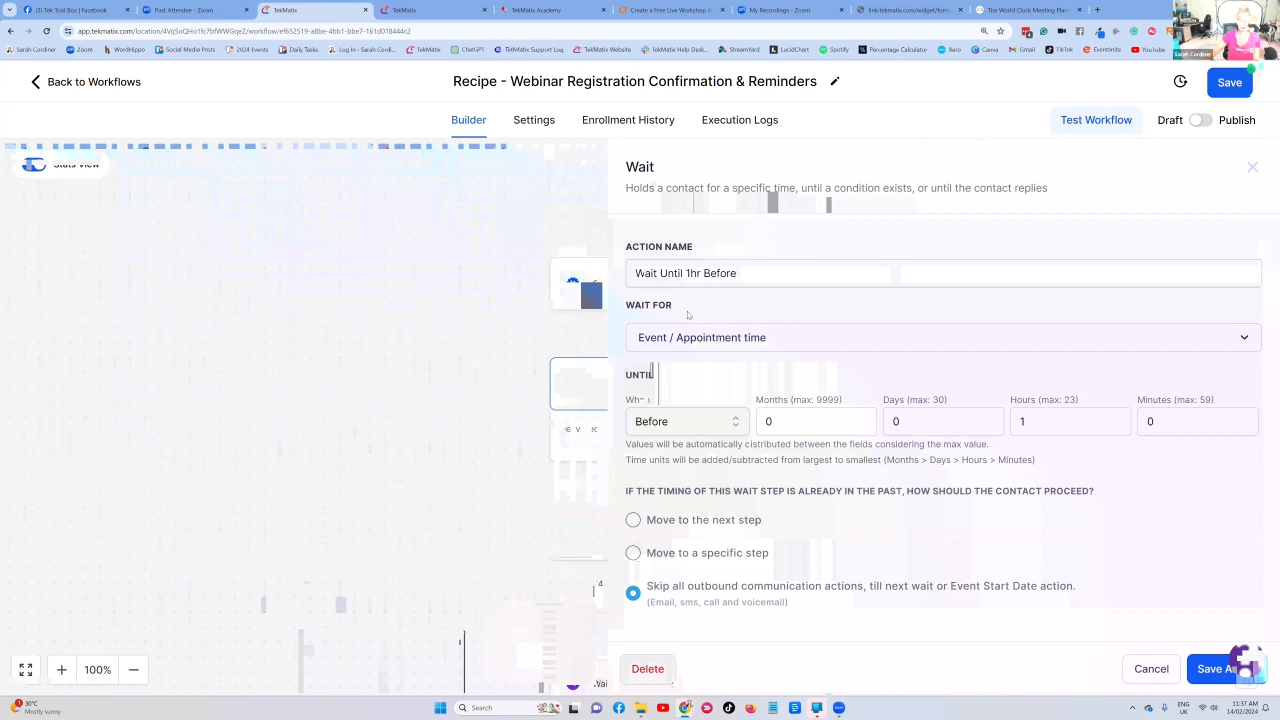 (3) Tek Tool Box | Facebook
Post Attendee - Zoom
TekMatix
TekMatix
TekMatix Academy
Create a Free Live Workshop
My Recordings - Zoom
link.tekmatix.com/widget/form
The World Clock Meeting Plan
app.tekmatix.com/location/4VqSoQHo1fc7bfWWGqeZ/workflow/ef652519-a8be-4bb1-bbe7-161d018444c2
Sarah Cordiner
Zoom
WordHippo
Social Media Posts
2024 Events
Daily Tasks
Log In ‹ Sarah Cordi...
TekMatix
ChatGPT
TekMatix Support Log
TekMatix Website
TekMatix Help Desk...
StreamYard
LucidChart
Spotify
Percentage Calculator
Xero
Canva
Gmail
TikTok
Eventbrite
YouTube
Sarah Cordiner
Back to Workflows
Recipe - Webinar Registration Confirmation & Reminders
Save
Builder
Settings
Enrollment History
Execution Logs
Test Workflow
Draft
Publish
Stats View
Wait
Holds a contact for a specific time, until a condition exists, or until the contact replies
ACTION NAME
Wait Until 1hr Before
WAIT FOR
Event / Appointment time
UNTIL
Months (max: 9999)
Days (max: 30)
Hours (max: 23)
Minutes (max: 59)
Before
0
0
1
0
Values will be automatically distributed between the fields considering the max value.
Time units will be added/subtracted from largest to smallest (Months > Days > Hours > Minutes)
IF THE TIMING OF THIS WAIT STEP IS ALREADY IN THE PAST, HOW SHOULD THE CONTACT PROCEED?
Move to the next step
Move to a specific step
Skip all outbound communication actions, till next wait or Event Start Date action.
(Email, sms, call and voicemail)
100%
Delete
Cancel
Save A
30°C
Mostly sunny
Search
ENG
UK
11:37 AM
14/02/2024